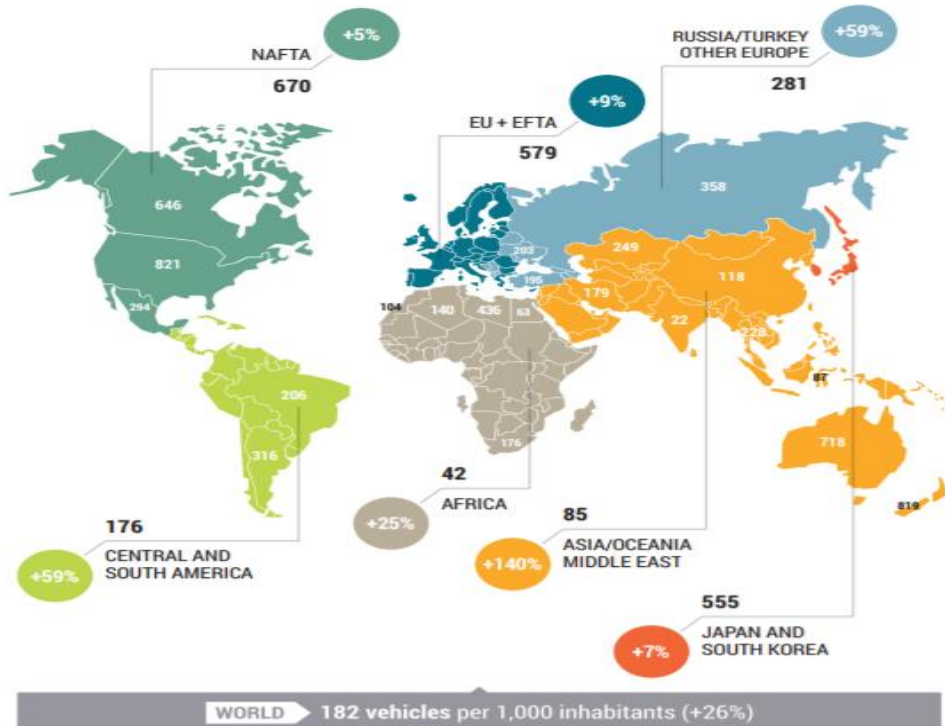 +5%
NAFTA
670
RUSSIA/TURKEY
OTHER EUROPE
+59%
281
+9%
EU + EFTA
579
646
821
294
358
293
195
249
118
179
22
228
87
718
819
104
140
436
63
176
206
316
42
AFRICA
+25%
176
CENTRAL AND
SOUTH AMERICA
+59%
85
ASIA/OCEANIA
MIDDLE EAST
+140%
555
JAPAN AND
SOUTH KOREA
+7%
WORLD 182 vehicles per 1,000 inhabitants (+26%)